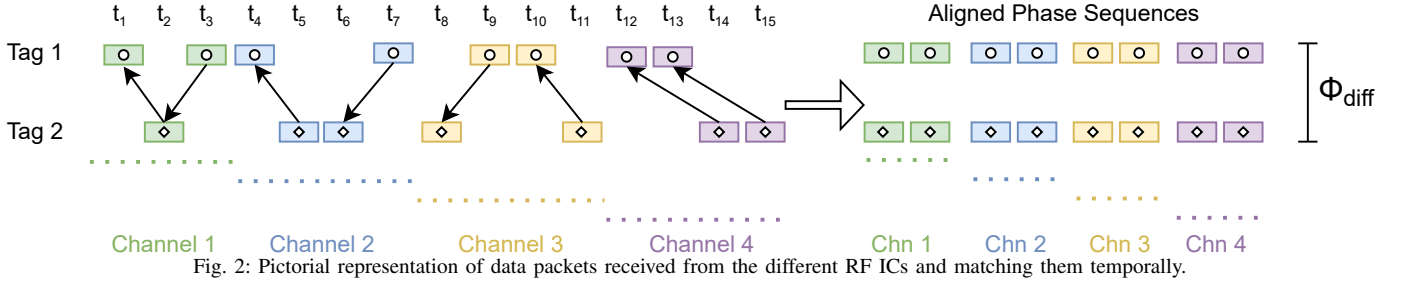 t₁ t₂ t₃ t₄ t₅ t₆ t₇ t₈ t₉ t₁₀ t₁₁ t₁₂ t₁₃ t₁₄ t₁₅ Aligned Phase Sequences
Tag 1
Φdiff
Tag 2
Channel 1 Channel 2 Channel 3 Channel 4 Chn 1 Chn 2 Chn 3 Chn 4
Fig. 2: Pictorial representation of data packets received from the different RF ICs and matching them temporally.